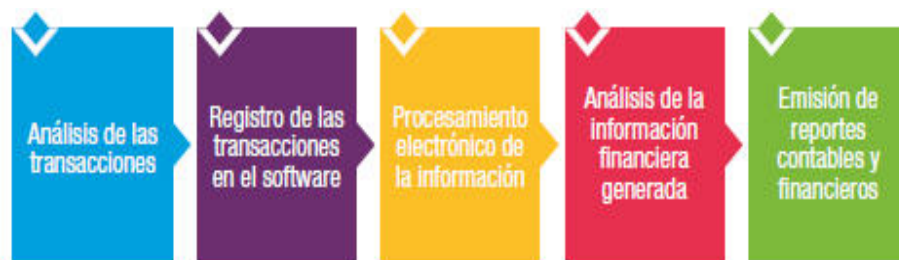 Análisis de las
transacciones
Registro de las
transacciones
en el software
Procesamiento
electrónico de
la información
Análisis de la
información
financiera
generada
Emisión de
reportes
contables y
financieros